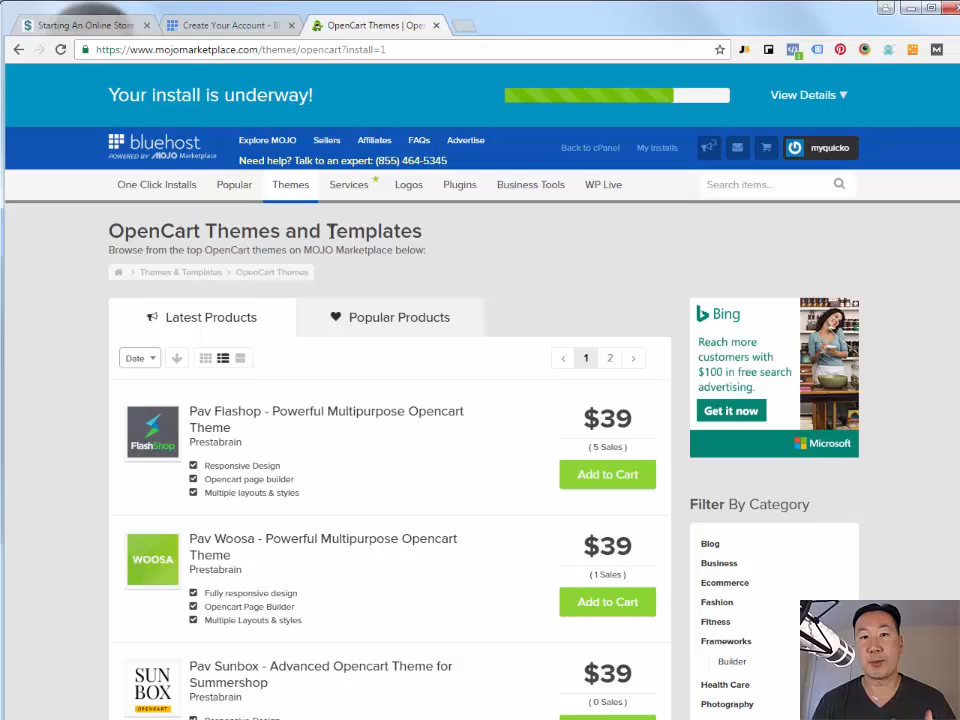 Starting An Online Store
Create Your Account - Bl
OpenCart Themes | Ope
https://www.mojomarketplace.com/themes/opencart?install=1
Your install is underway!
View Details ▼
bluehost
POWERED BY MOJO Marketplace
Explore MOJO
Sellers
Affiliates
FAQs
Advertise
Need help? Talk to an expert: (855) 464-5345
Back to cPanel
My Installs
myquicko
One Click Installs
Popular
Themes
Services
Logos
Plugins
Business Tools
WP Live
Search items...
OpenCart Themes and Templates
Browse from the top OpenCart themes on MOJO Marketplace below:
Themes & Templates
OpenCart Themes
Latest Products
Popular Products
Date
1
2
Pav Flashop - Powerful Multipurpose Opencart
Theme
Prestabrain
Responsive Design
Opencart page builder
Multiple layouts & styles
FlashShop
$39
( 5 Sales )
Add to Cart
Pav Woosa - Powerful Multipurpose Opencart
Theme
Prestabrain
Fully responsive design
Opencart Page Builder
Multiple Layouts & styles
WOOSA
$39
( 1 Sales )
Add to Cart
Pav Sunbox - Advanced Opencart Theme for
Summershop
Prestabrain
SUN
BOX
OPENCART
$39
( 0 Sales )
Bing
Reach more
customers with
$100 in free search
advertising.
Get it now
Microsoft
Filter By Category
Blog
Business
Ecommerce
Fashion
Fitness
Frameworks
Builder
Health Care
Photography